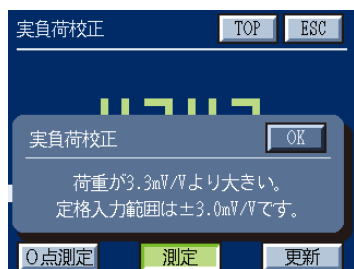 実負荷校正
TOP ESC
実負荷校正
OK
荷重が3.3mV/Vより大きい。
定格入力範囲は±3.0mV/Vです。
0点測定 測定 更新